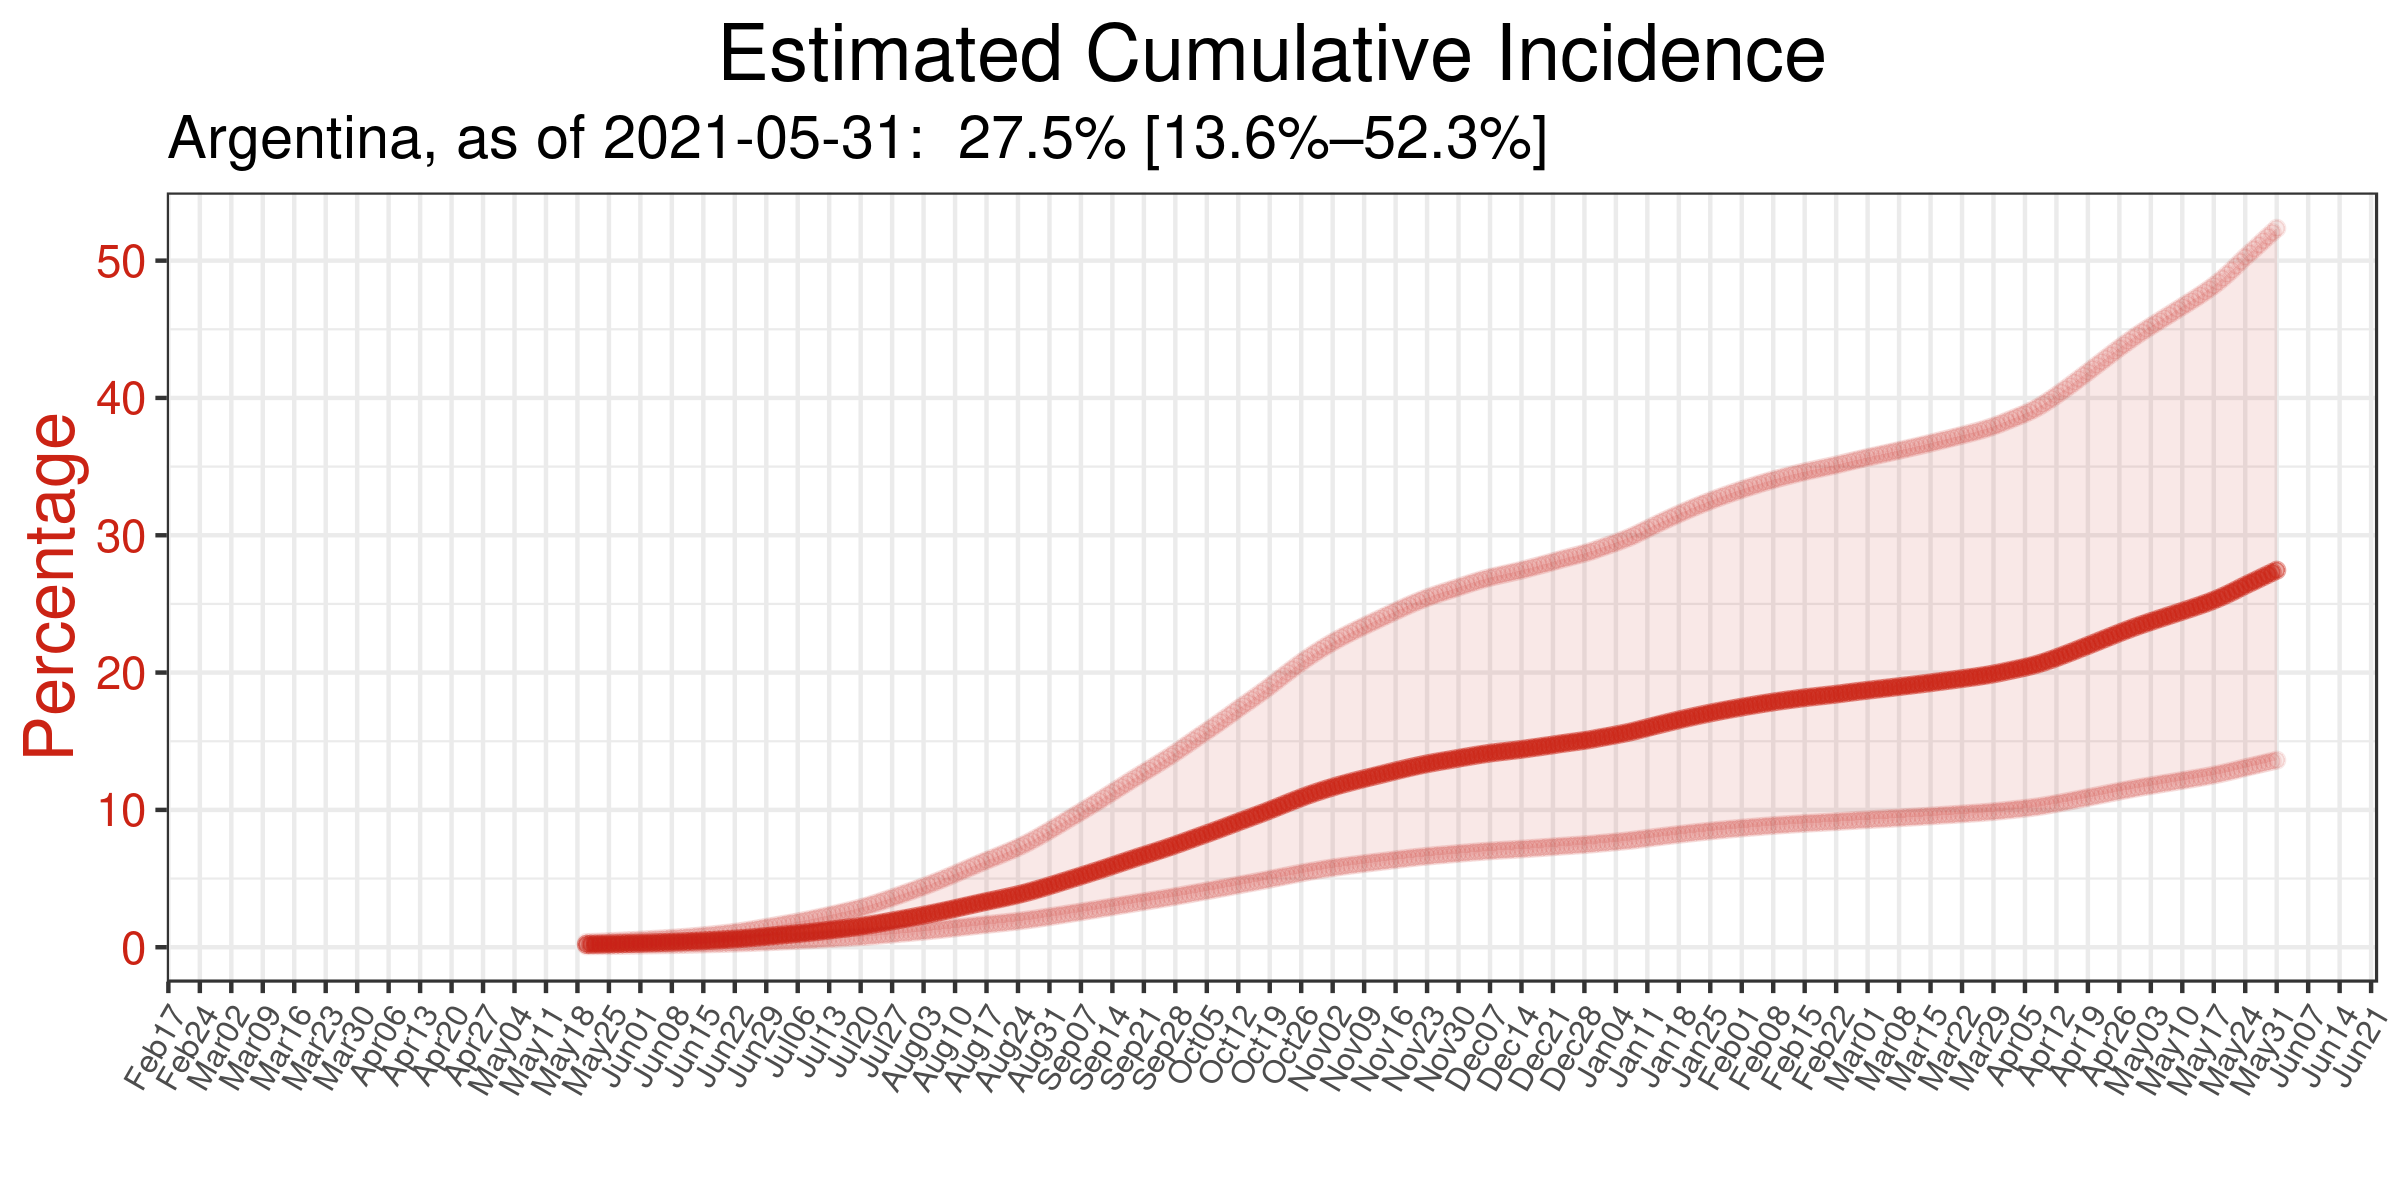 Estimated Cumulative Incidence
Argentina, as of 2021-05-31:  27.5% [13.6%–52.3%]
Percentage
50
40
30
20
10
0
Feb17
Feb24
Mar02
Mar09
Mar16
Mar23
Mar30
Apr06
Apr13
Apr20
Apr27
May04
May11
May18
May25
Jun01
Jun08
Jun15
Jun22
Jun29
Jul06
Jul13
Jul20
Jul27
Aug03
Aug10
Aug17
Aug24
Aug31
Sep07
Sep14
Sep21
Sep28
Oct05
Oct12
Oct19
Oct26
Nov02
Nov09
Nov16
Nov23
Nov30
Dec07
Dec14
Dec21
Dec28
Jan04
Jan11
Jan18
Jan25
Feb01
Feb08
Feb15
Feb22
Mar01
Mar08
Mar15
Mar22
Mar29
Apr05
Apr12
Apr19
Apr26
May03
May10
May17
May24
May31
Jun07
Jun14
Jun21